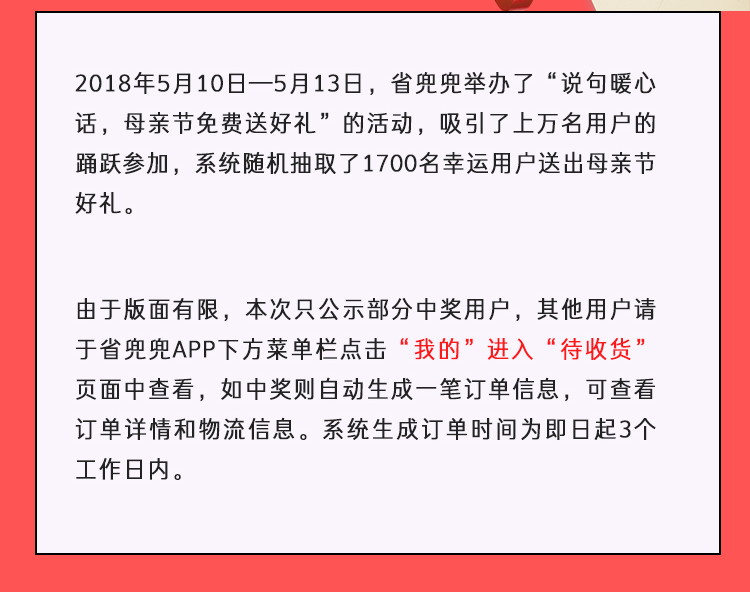 2018年5月10日—5月13日，省兜兜举办了“说句暖心
话，母亲节免费送好礼”的活动，吸引了上万名用户的
踊跃参加，系统随机抽取了1700名幸运用户送出母亲节
好礼。
由于版面有限，本次只公示部分中奖用户，其他用户请
于省兜兜APP下方菜单栏点击“我的”进入“待收货”
页面中查看，如中奖则自动生成一笔订单信息，可查看
订单详情和物流信息。系统生成订单时间为即日起3个
工作日内。